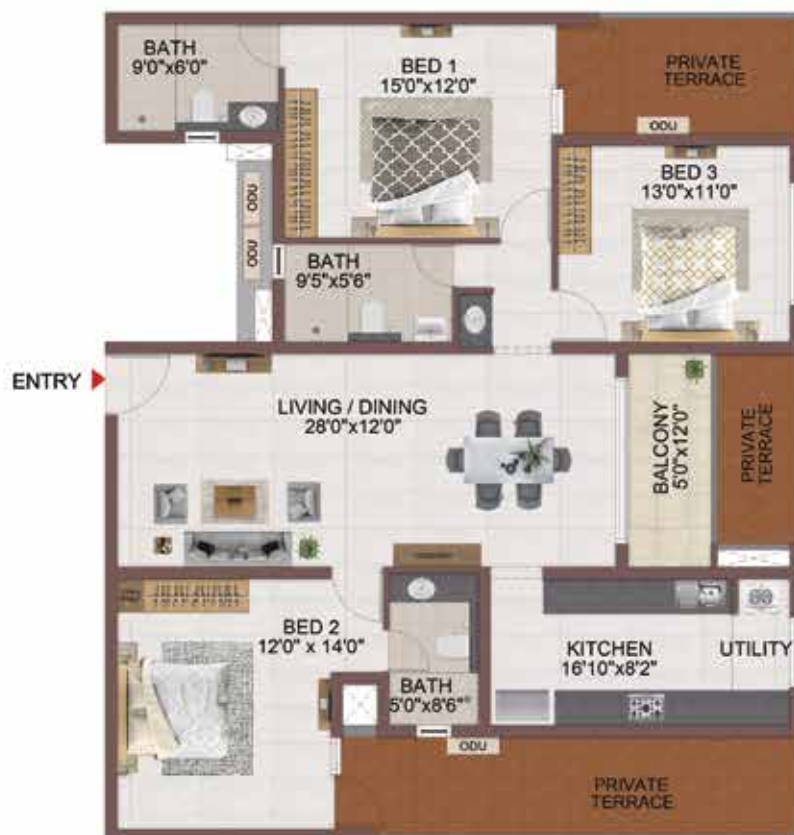 BATH
9'0"x6'0"
BED 1
15'0"x12'0"
PRIVATE
TERRACE
ODU
BED 3
13'0"x11'0"
ODU
ODU
BATH
9'5"x5'6"
ENTRY
LIVING / DINING
28'0"x12'0"
BALCONY
5'0"x12'0"
PRIVATE
TERRACE
BED 2
12'0" x 14'0"
KITCHEN
16'10"x8'2"
UTILITY
BATH
5'0"x8'6"
ODU
PRIVATE
TERRACE